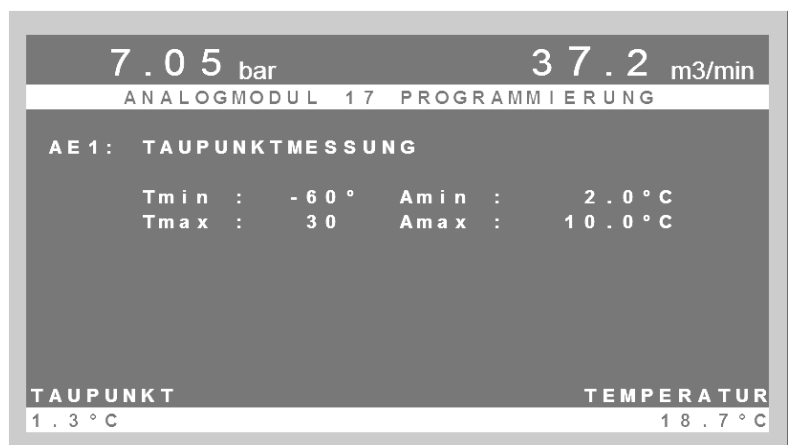 7.05 bar 37.2 m3/min
ANALOGMODUL 17 PROGRAMMIERUNG
AE1: TAUPUNKTMESSUNG
Tmin : -60° Amin : 2.0°C
Tmax : 30 Amax : 10.0°C
TAUPUNKT TEMPERATUR
1.3°C 18.7°C